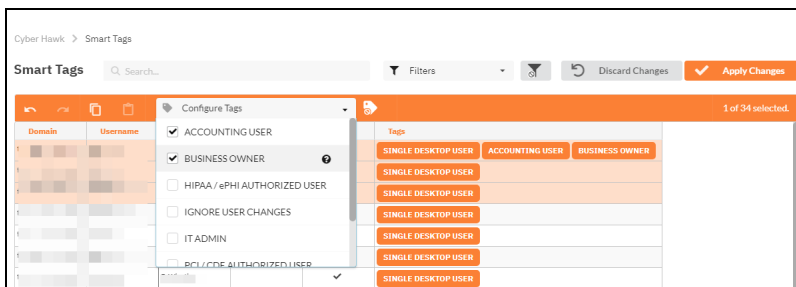 Cyber Hawk > Smart Tags
Smart Tags Search... Filters Discard Changes Apply Changes
Configure Tags 1 of 34 selected.
Domain Username Tags
ACCOUNTING USER
BUSINESS OWNER
HIPAA / ePHI AUTHORIZED USER
IGNORE USER CHANGES
IT ADMIN
PCI / CDE AUTHORIZED USER
SINGLE DESKTOP USER ACCOUNTING USER BUSINESS OWNER
SINGLE DESKTOP USER
SINGLE DESKTOP USER
SINGLE DESKTOP USER
SINGLE DESKTOP USER
SINGLE DESKTOP USER
SINGLE DESKTOP USER